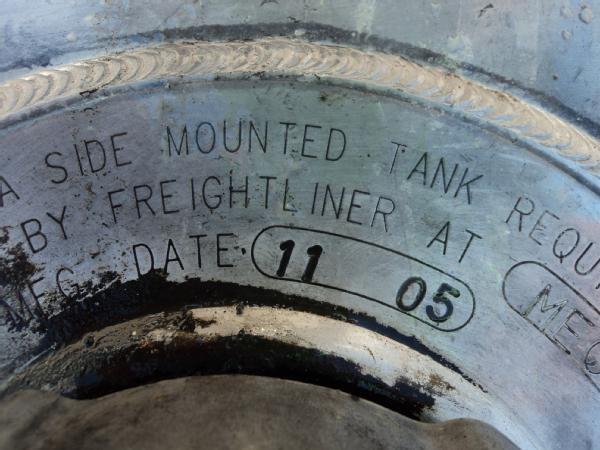 A SIDE MOUNTED TANK
BY FREIGHTLINER AT
MFG. DATE 11 05